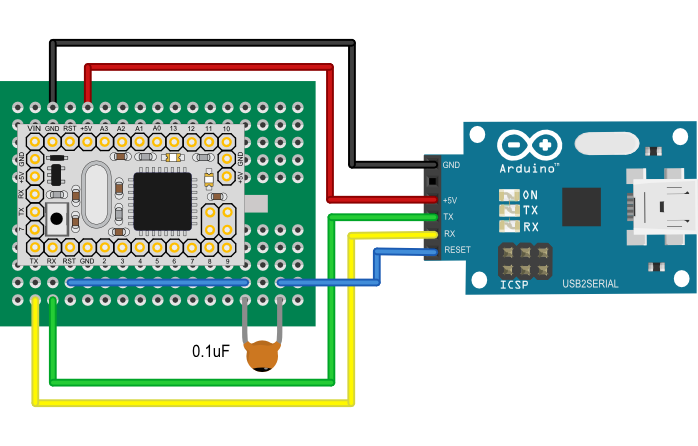 VIN GND RST +5V A3 A2 A1 A0 13 12 11 10
GND
+5V
RX
TX
7
GND
+5V
TX RX RST GND 2 3 4 5 6 7 8 9
0.1uF
GND
+5V
TX
RX
RESET
Arduino™
ON
TX
RX
ICSP
USB2SERIAL